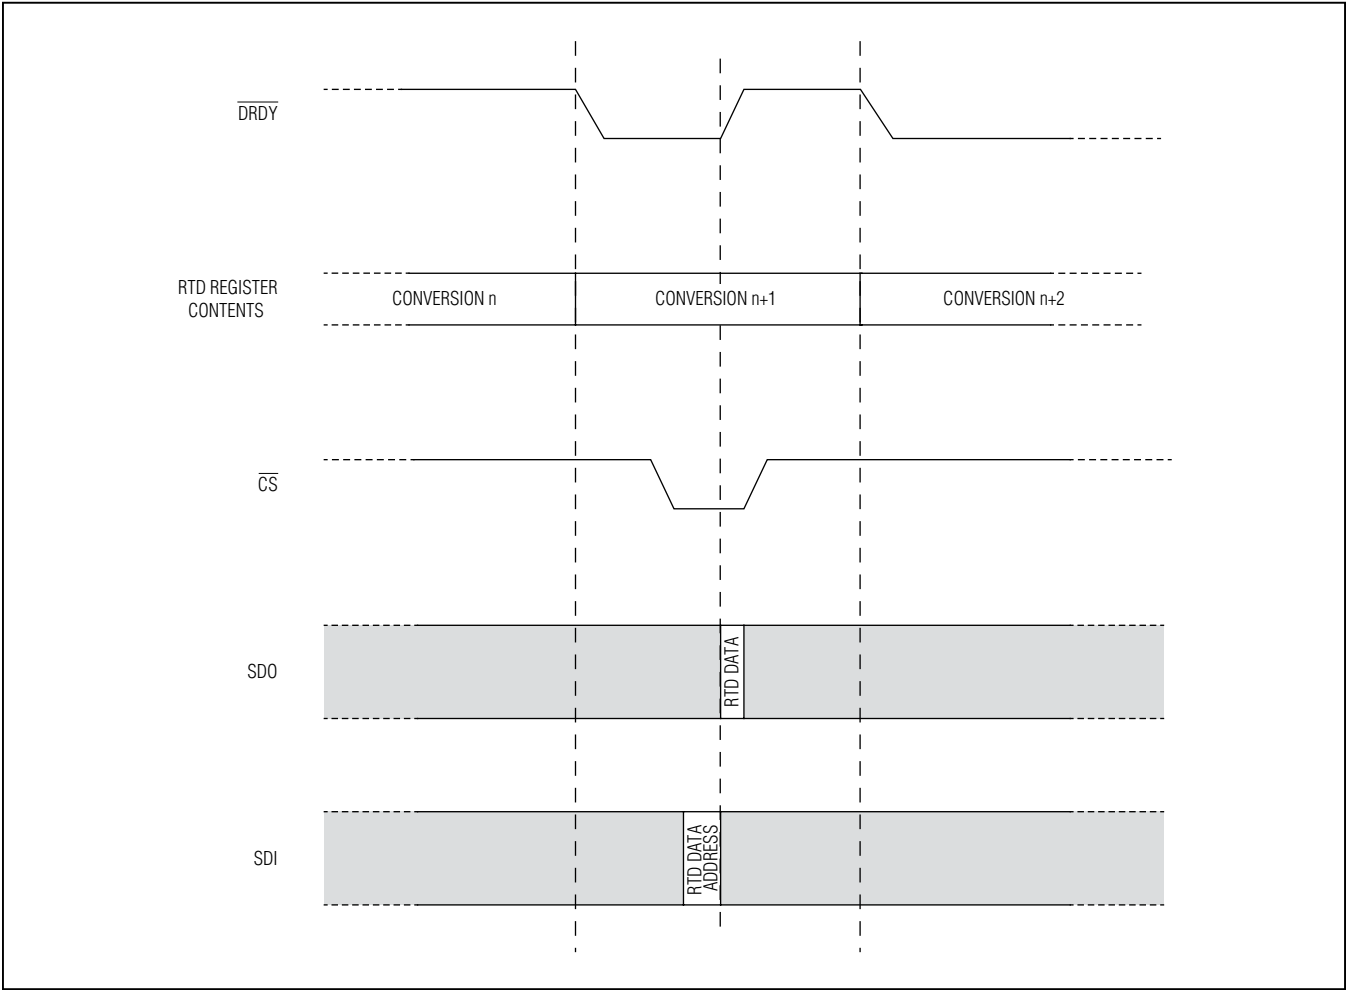 DRDY
RTD REGISTER
CONTENTS
CONVERSION n
CONVERSION n+1
CONVERSION n+2
CS
SDO
RTD DATA
SDI
RTD DATA
ADDRESS